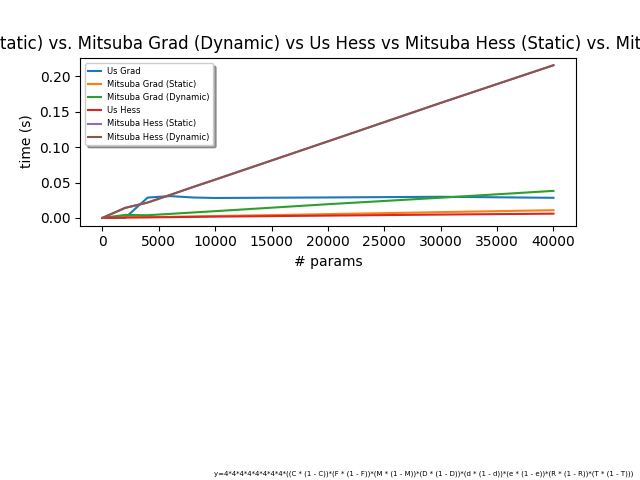 tatic) vs. Mitsuba Grad (Dynamic) vs Us Hess vs Mitsuba Hess (Static) vs. Mit
Us Grad
Mitsuba Grad (Static)
Mitsuba Grad (Dynamic)
Us Hess
Mitsuba Hess (Static)
Mitsuba Hess (Dynamic)
time (s)
0.20
0.15
0.10
0.05
0.00
0 5000 10000 15000 20000 25000 30000 35000 40000
# params
y=4*4*4*4*4*4*4*4*((C * (1 - C))*(F * (1 - F))*(M * (1 - M))*(D * (1 - D))*(d * (1 - d))*(e * (1 - e))*(R * (1 - R))*(T * (1 - T)))